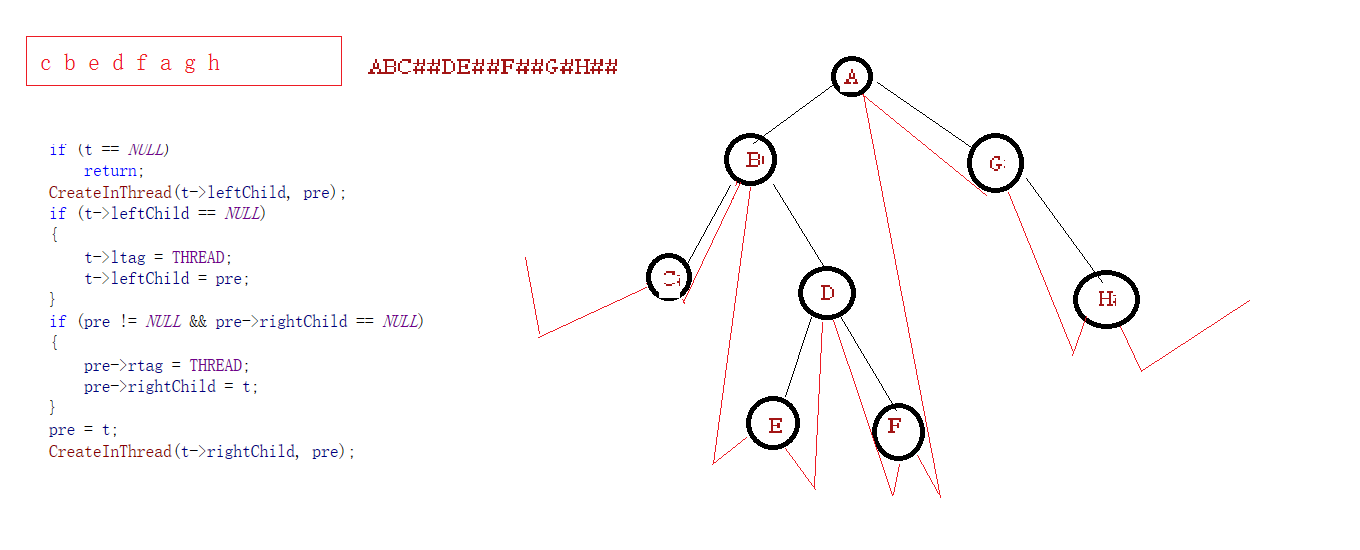 c b e d f a g h
ABC##DE##F##G#H##
if (t == NULL)
return;
CreateInThread(t->leftChild, pre);
if (t->leftChild == NULL)
{
t->ltag = THREAD;
t->leftChild = pre;
}
if (pre != NULL && pre->rightChild == NULL)
{
pre->rtag = THREAD;
pre->rightChild = t;
}
pre = t;
CreateInThread(t->rightChild, pre);
A
B
G
C
D
H
E
F